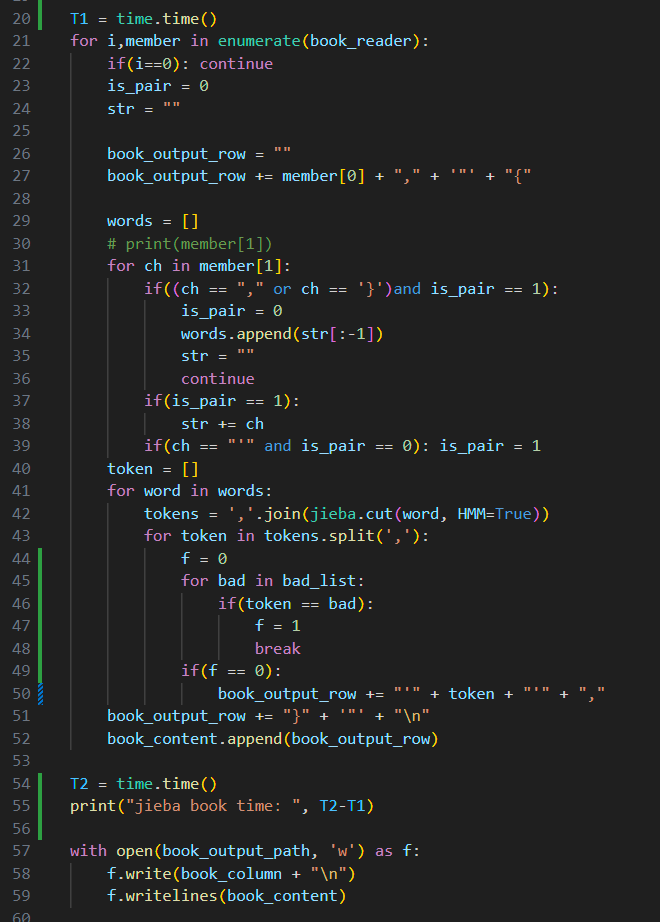 20 T1 = time.time()
21 for i,member in enumerate(book_reader):
22     if(i==0): continue
23     is_pair = 0
24     str = ""
25
26     book_output_row = ""
27     book_output_row += member[0] + "," + '"' + "{"
28
29     words = []
30     # print(member[1])
31     for ch in member[1]:
32         if((ch == "," or ch == '}')and is_pair == 1):
33             is_pair = 0
34             words.append(str[:-1])
35             str = ""
36             continue
37         if(is_pair == 1):
38             str += ch
39         if(ch == "'" and is_pair == 0): is_pair = 1
40     token = []
41     for word in words:
42         tokens = ','.join(jieba.cut(word, HMM=True))
43         for token in tokens.split(','):
44             f = 0
45             for bad in bad_list:
46                 if(token == bad):
47                     f = 1
48                     break
49             if(f == 0):
50                 book_output_row += "'" + token + "'" + ","
51     book_output_row += "}" + '"' + "\n"
52     book_content.append(book_output_row)
53
54 T2 = time.time()
55 print("jieba book time: ", T2-T1)
56
57 with open(book_output_path, 'w') as f:
58     f.write(book_column + "\n")
59     f.writelines(book_content)
60